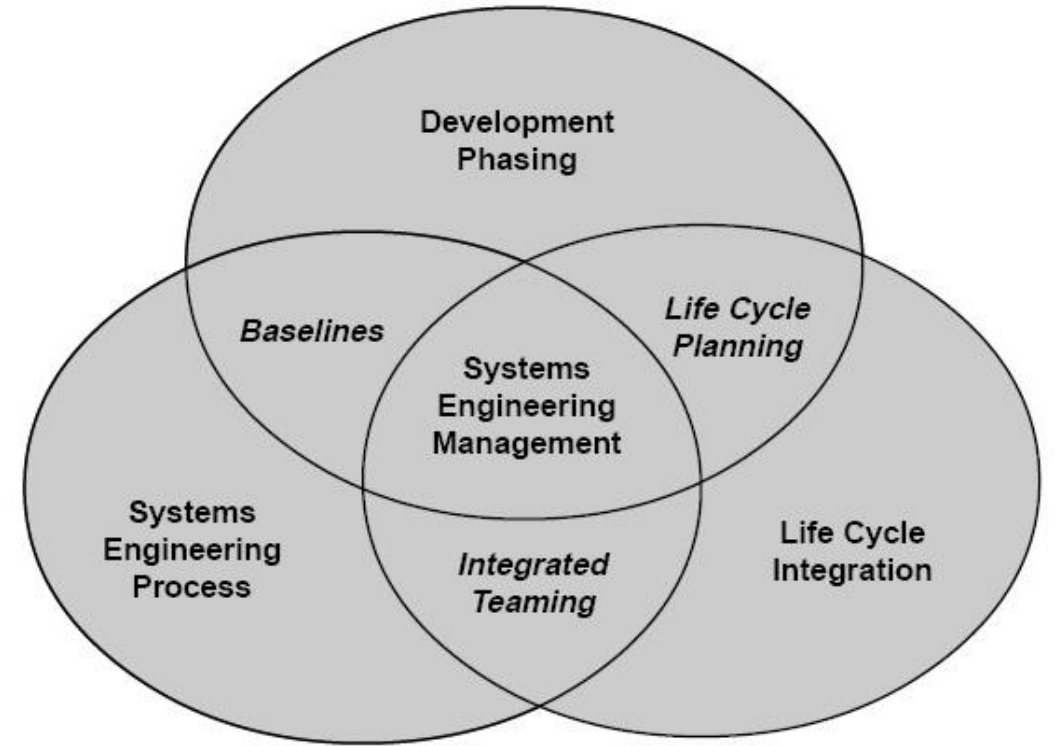 Development
Phasing
Baselines
Life Cycle
Planning
Systems
Engineering
Management
Systems
Engineering
Process
Integrated
Teaming
Life Cycle
Integration